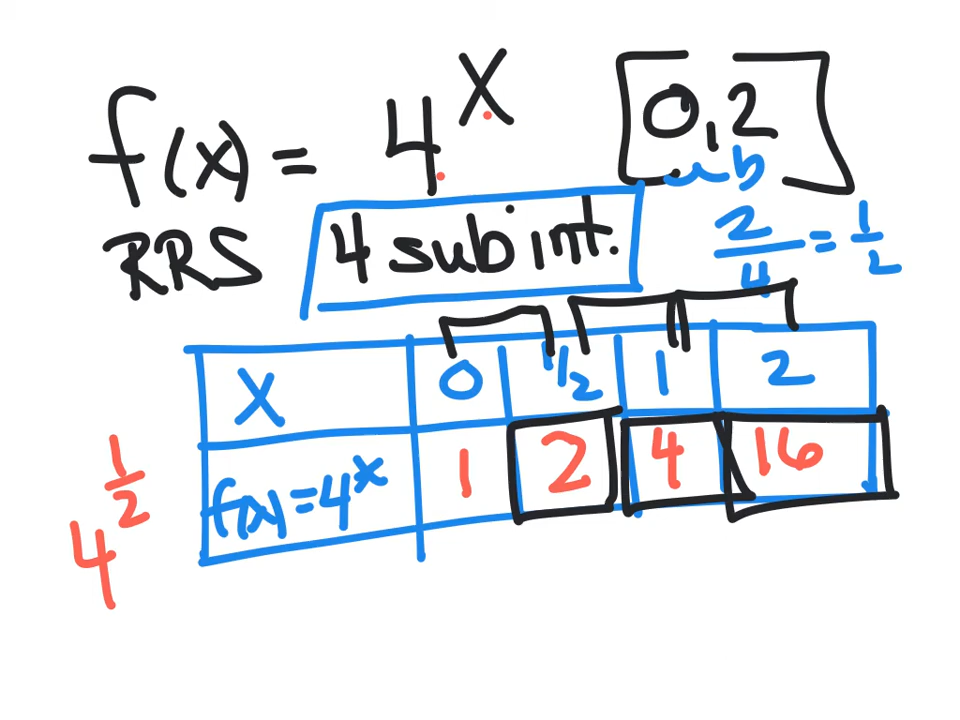 f(x) = 4^x [0,2]
a b
RRS 4 subint. 2/4 = 1/2
X 0 1/2 1 2
f(x)=4^x 1 2 4 16
4^1/2